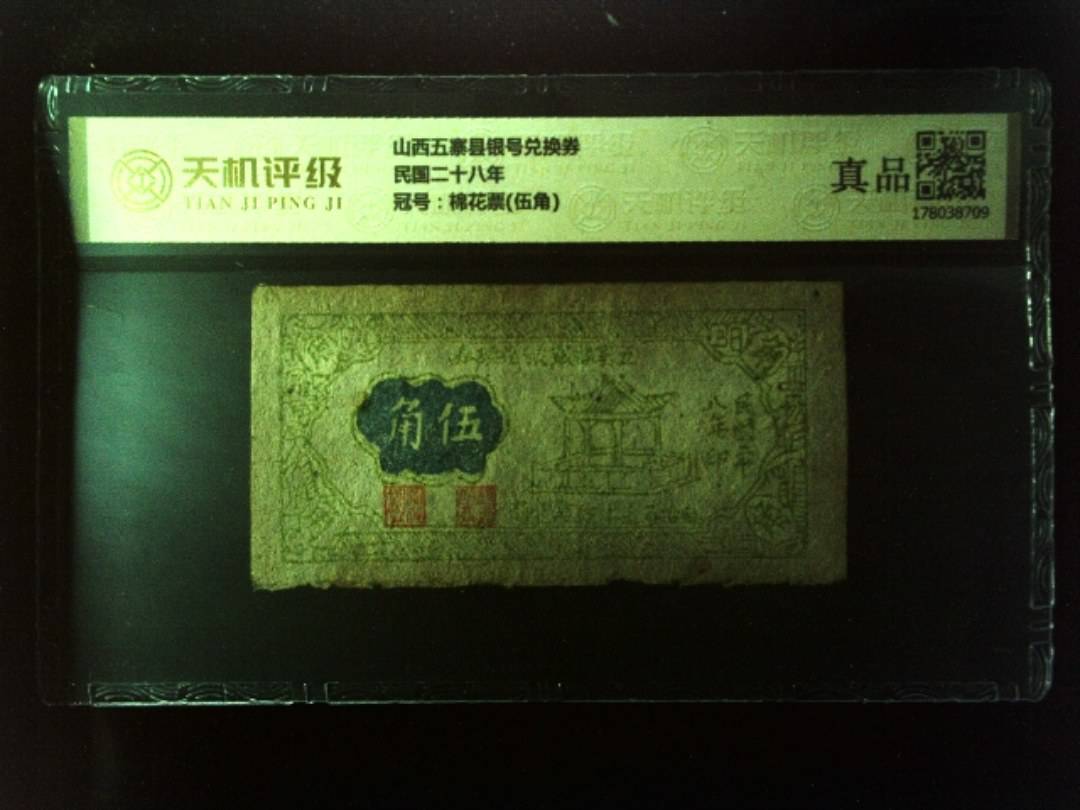 天机评级
TIAN JI PING JI
山西五寨县银号兑换券
民国二十八年
冠号：棉花票(伍角)
真品
178038709
角伍